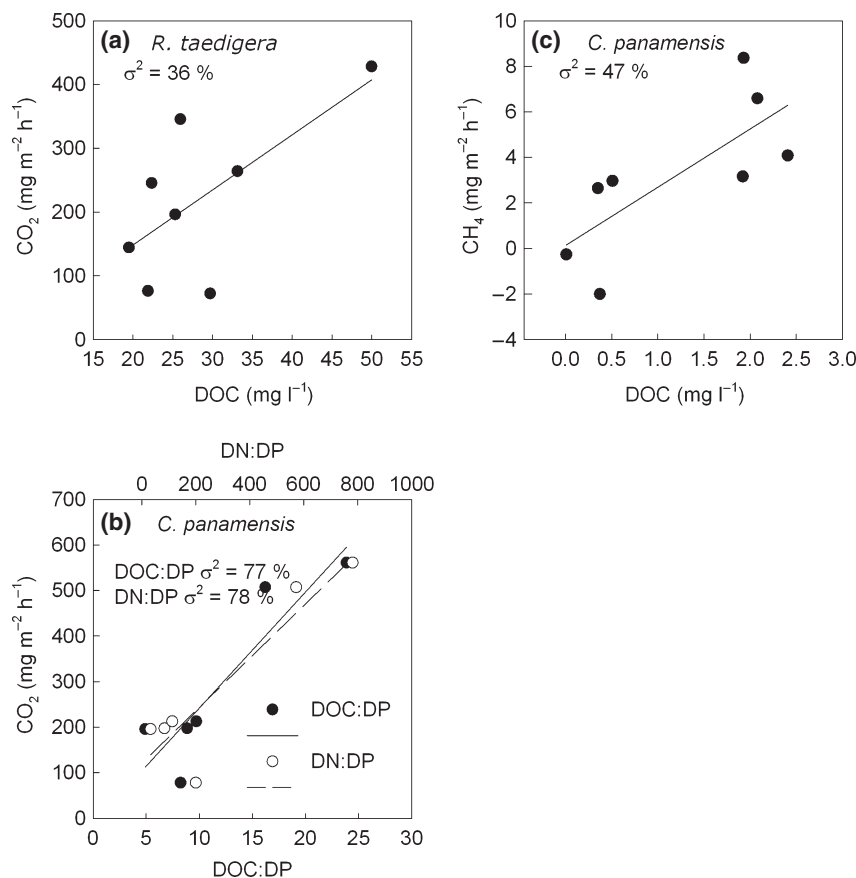 (a) R. taedigera
σ² = 36 %
500
400
300
200
100
0
CO₂ (mg m⁻² h⁻¹)
15 20 25 30 35 40 45 50 55
DOC (mg l⁻¹)
(c) C. panamensis
σ² = 47 %
10
8
6
4
2
0
−2
−4
CH₄ (mg m⁻² h⁻¹)
0.0 0.5 1.0 1.5 2.0 2.5 3.0
DOC (mg l⁻¹)
DN:DP
0 200 400 600 800 1000
(b) C. panamensis
DOC:DP σ² = 77 %
DN:DP σ² = 78 %
700
600
500
400
300
200
100
0
CO₂ (mg m⁻² h⁻¹)
DOC:DP
DN:DP
0 5 10 15 20 25 30
DOC:DP